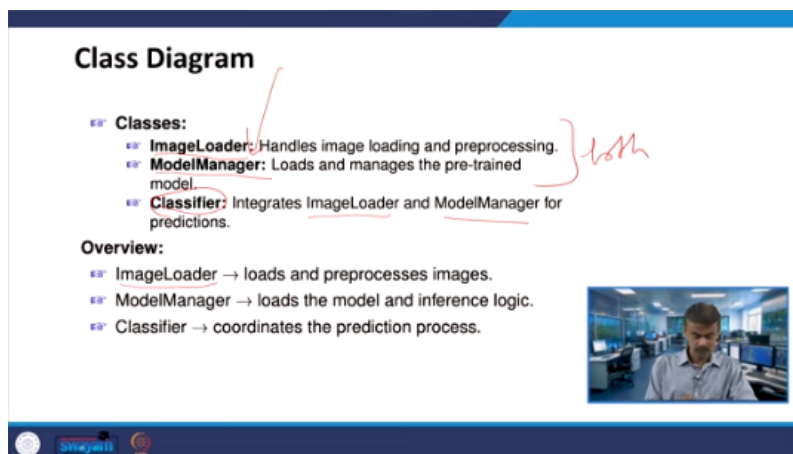 Class Diagram
Classes:
ImageLoader: Handles image loading and preprocessing.
ModelManager: Loads and manages the pre-trained
model.
both
Classifier: Integrates ImageLoader and ModelManager for
predictions.
Overview:
ImageLoader → loads and preprocesses images.
ModelManager → loads the model and inference logic.
Classifier → coordinates the prediction process.
swayam